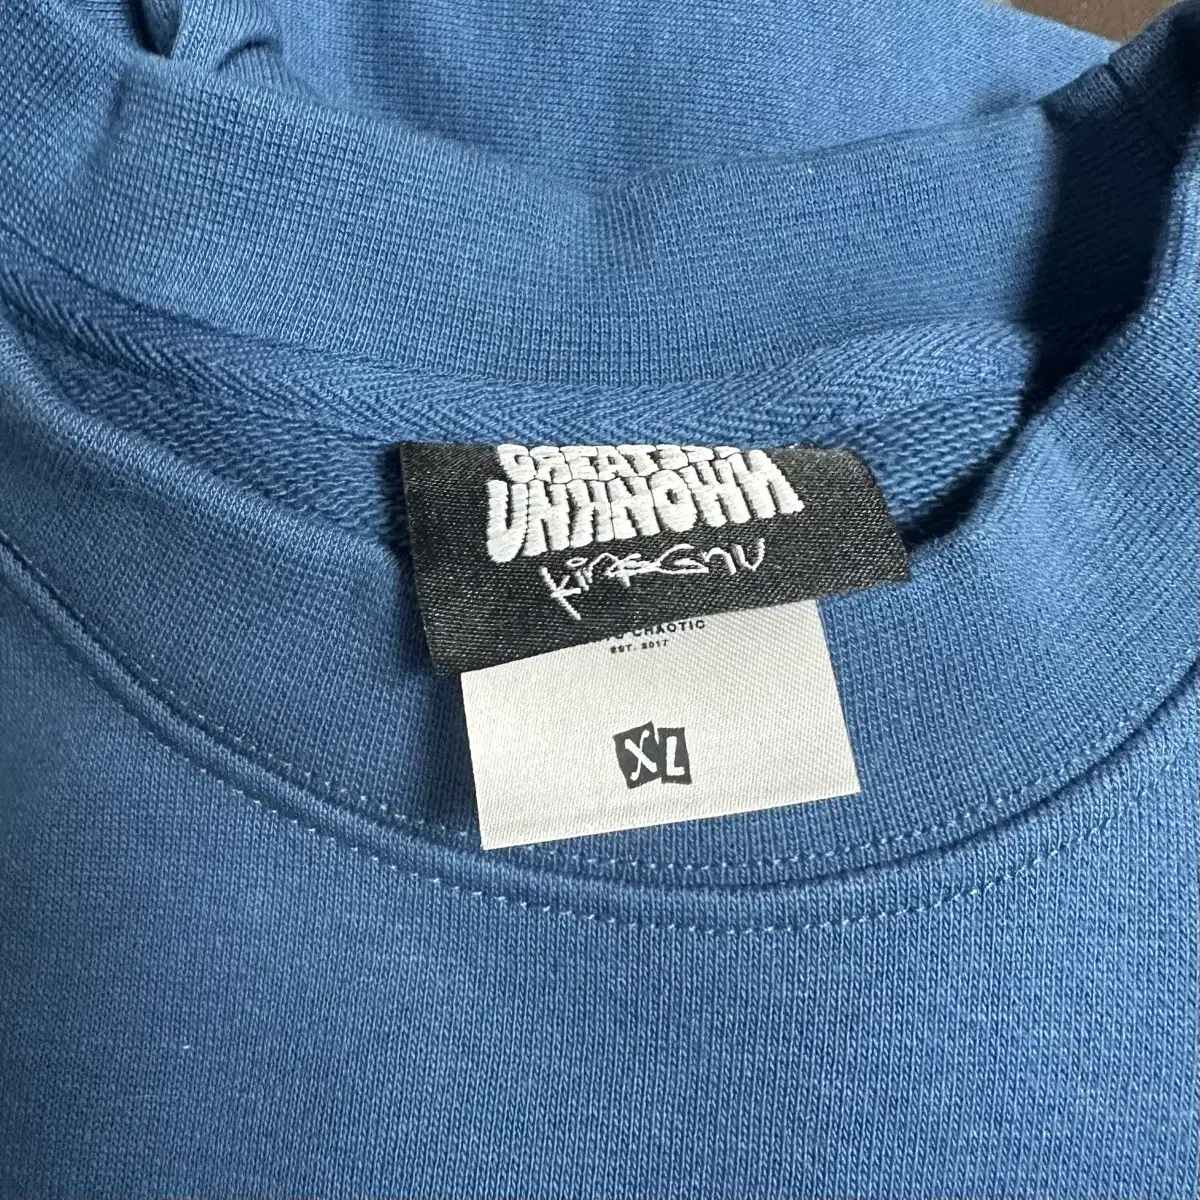 GREATEST
UNKNOWN
King Gnu
CHAOTIC
EST. 2017
XL